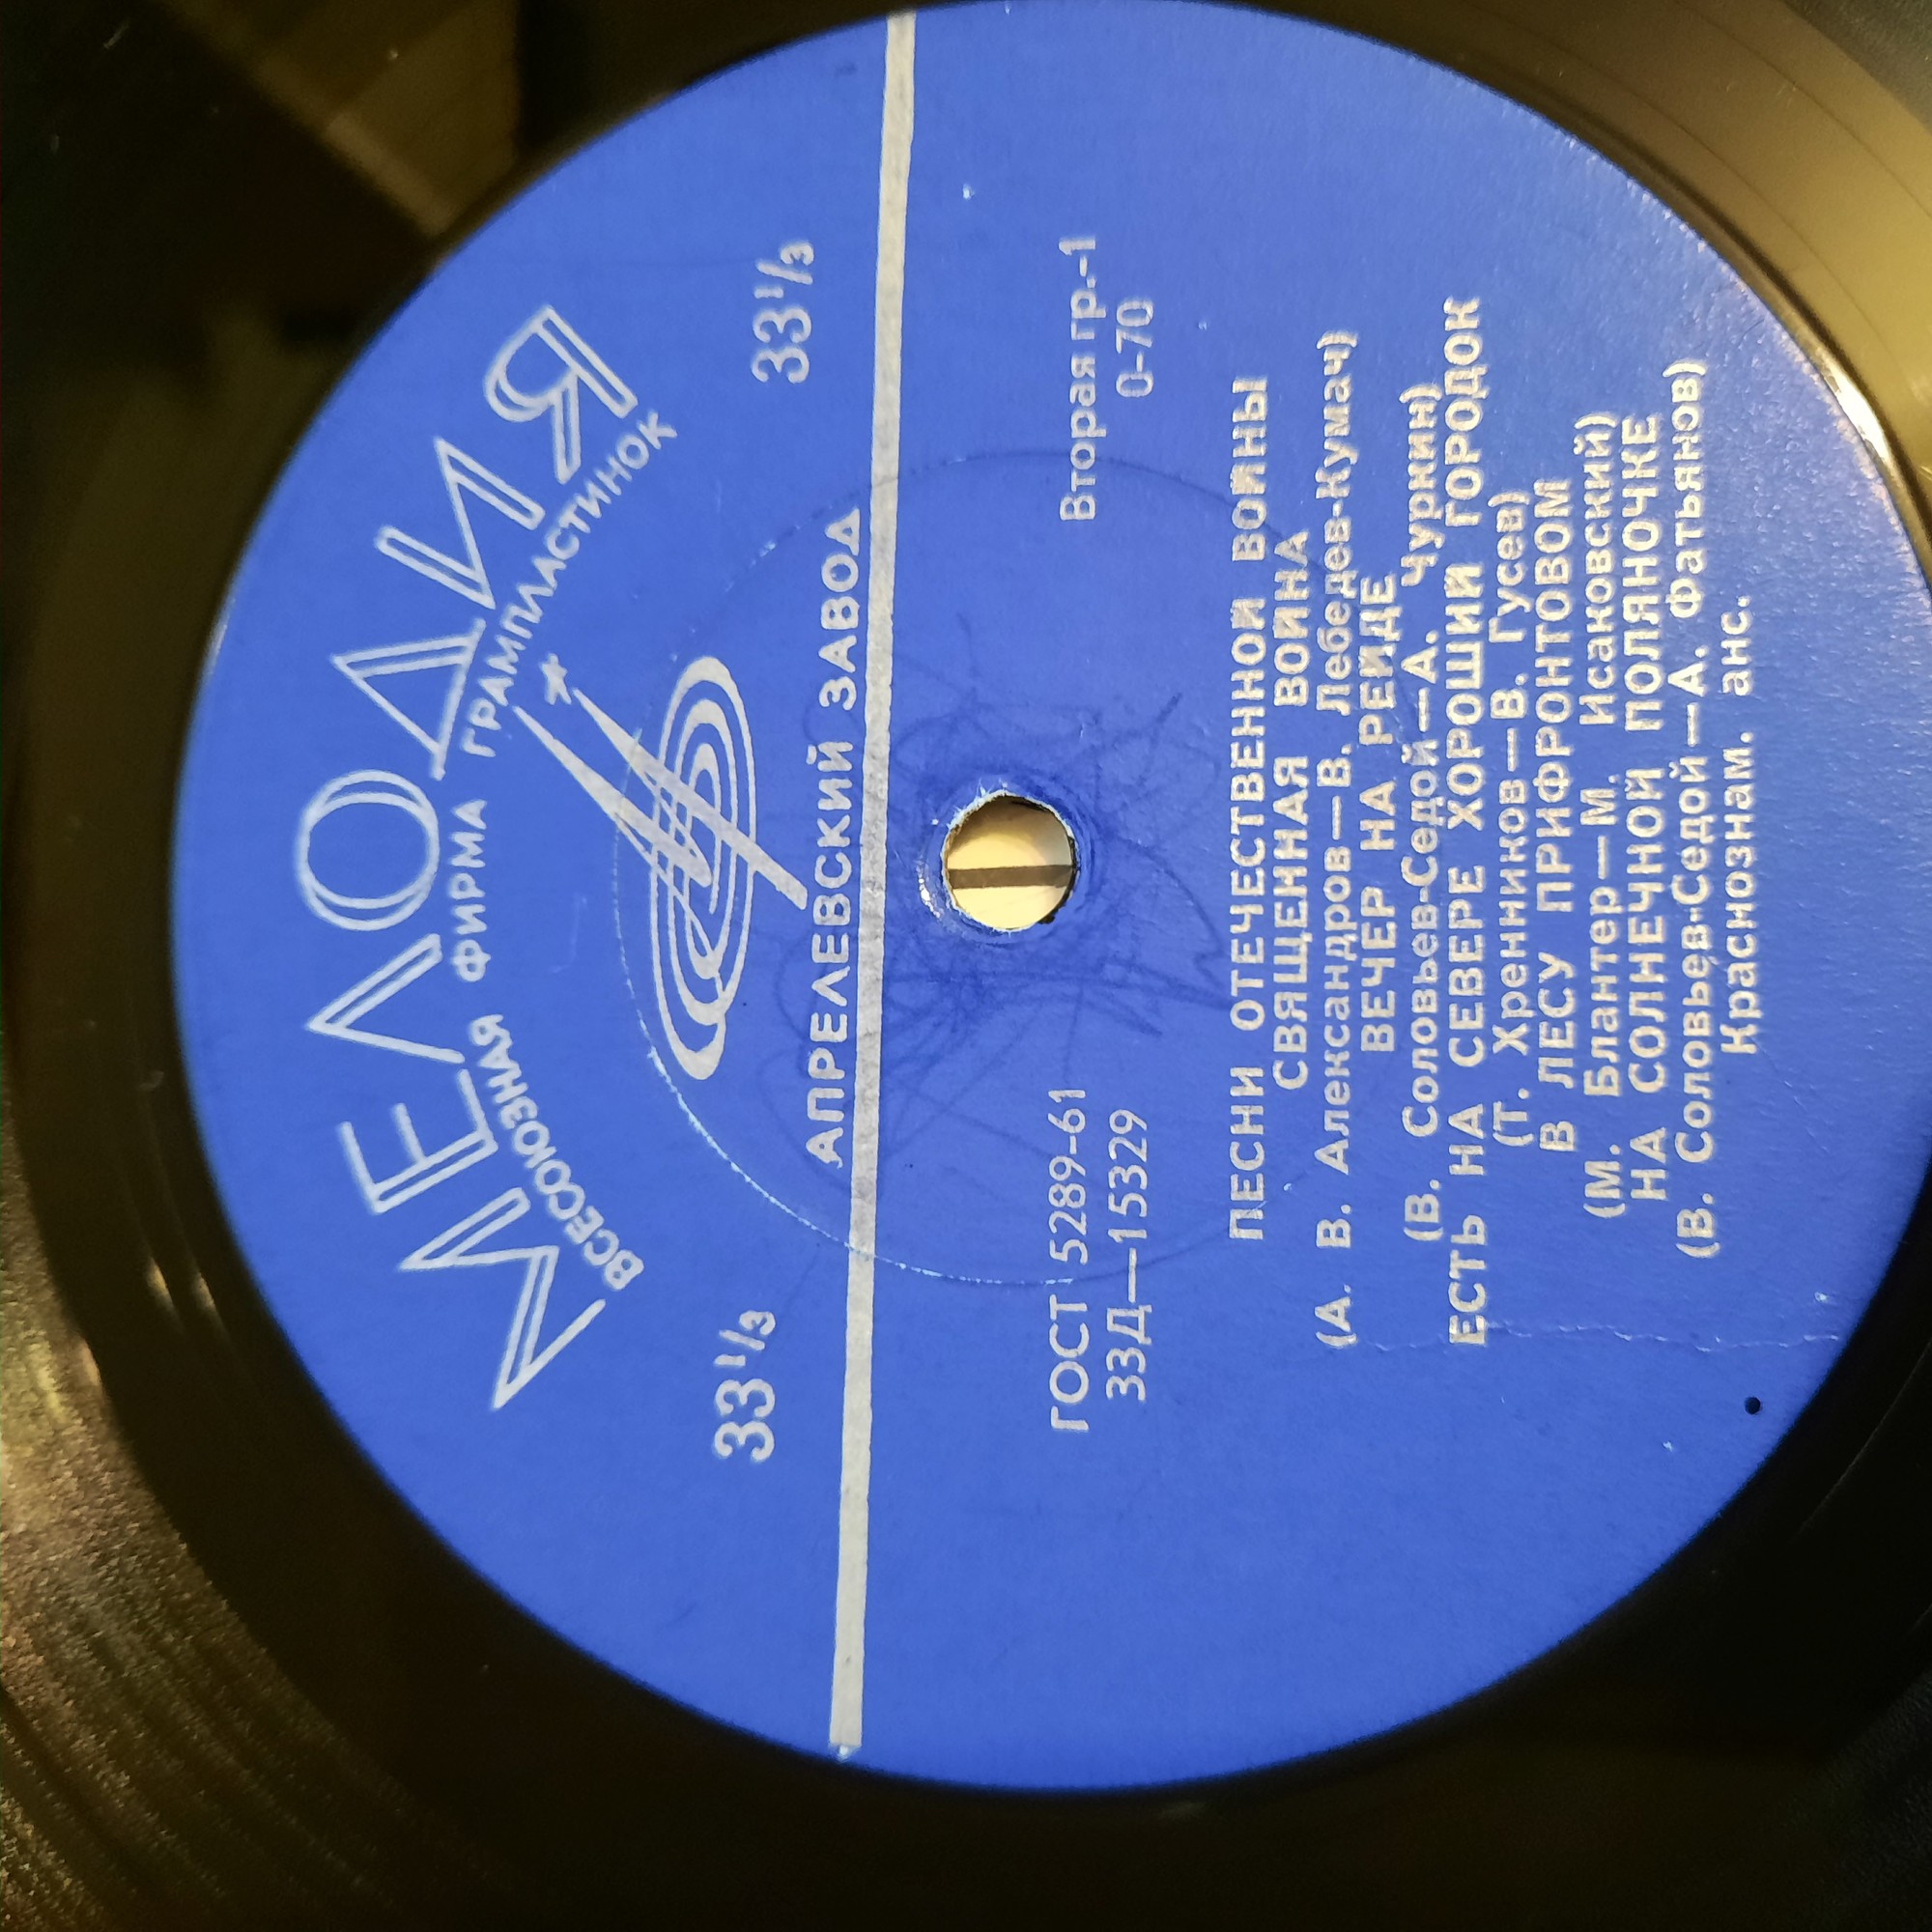 МЕЛОДИЯ
ВСЕСОЮЗНАЯ ФИРМА ГРАМПЛАСТИНОК
33⅓ 33⅓
АПРЕЛЕВСКИЙ ЗАВОД
ГОСТ 5289-61 Вторая гр.-1
33Д—15329 0-70
ПЕСНИ ОТЕЧЕСТВЕННОЙ ВОЙНЫ
СВЯЩЕННАЯ ВОЙНА
(А. В. Александров—В. Лебедев-Кумач)
ВЕЧЕР НА РЕЙДЕ
(В. Соловьев-Седой—А. Чуркин)
ЕСТЬ НА СЕВЕРЕ ХОРОШИЙ ГОРОДОК
(Т. Хренников—В. Гусев)
В ЛЕСУ ПРИФРОНТОВОМ
(М. Блантер—М. Исаковский)
НА СОЛНЕЧНОЙ ПОЛЯНОЧКЕ
(В. Соловьев-Седой—А. Фатьянов)
Краснознам. анс.